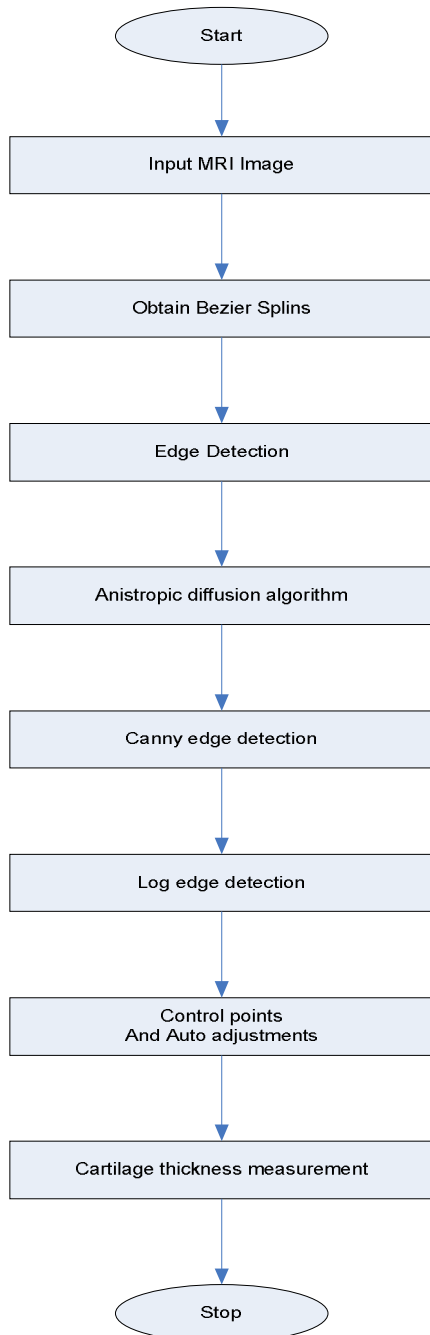 Start
Input MRI Image
Obtain Bezier Splins
Edge Detection
Anistropic diffusion algorithm
Canny edge detection
Log edge detection
Control points
And Auto adjustments
Cartilage thickness measurement
Stop